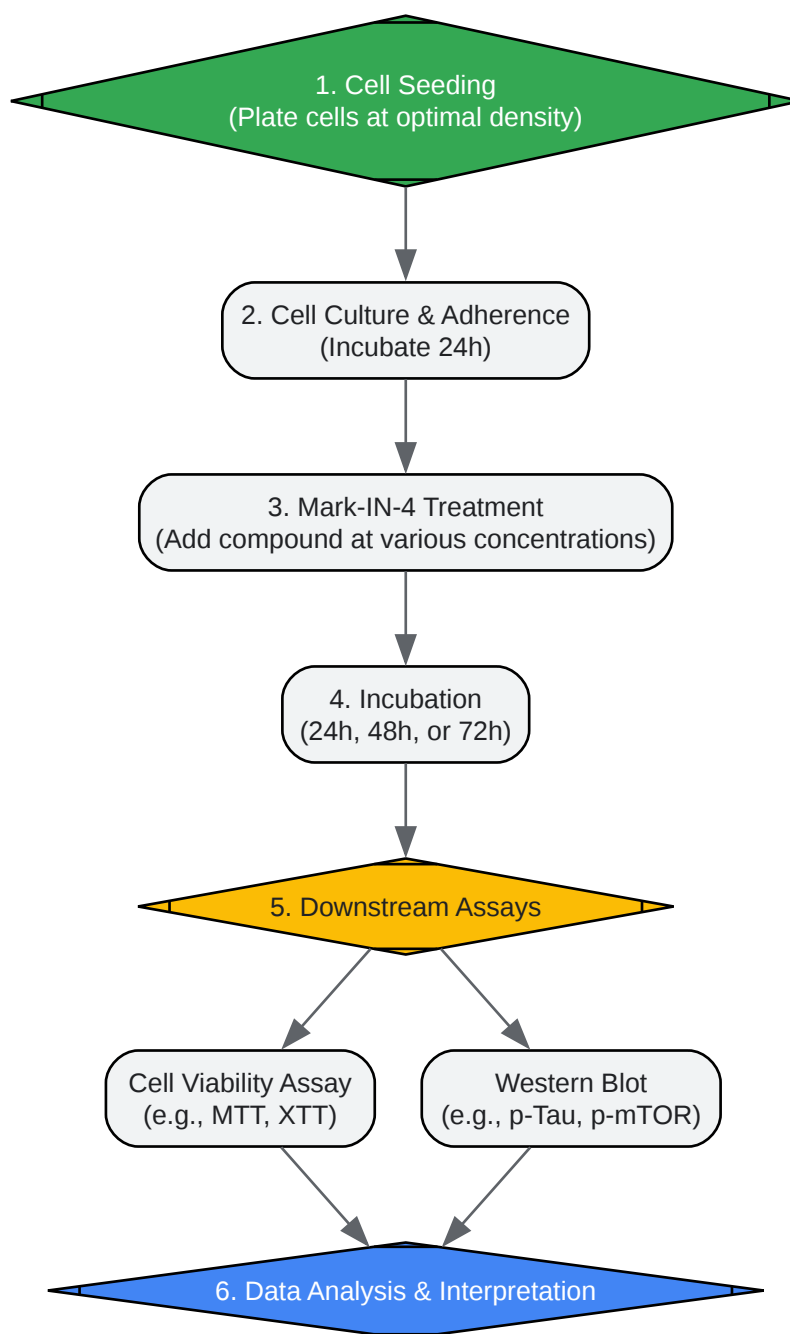 1. Cell Seeding
(Plate cells at optimal density)
2. Cell Culture & Adherence
(Incubate 24h)
3. Mark-IN-4 Treatment
(Add compound at various concentrations)
4. Incubation
(24h, 48h, or 72h)
5. Downstream Assays
Cell Viability Assay
(e.g., MTT, XTT)
Western Blot
(e.g., p-Tau, p-mTOR)
6. Data Analysis & Interpretation